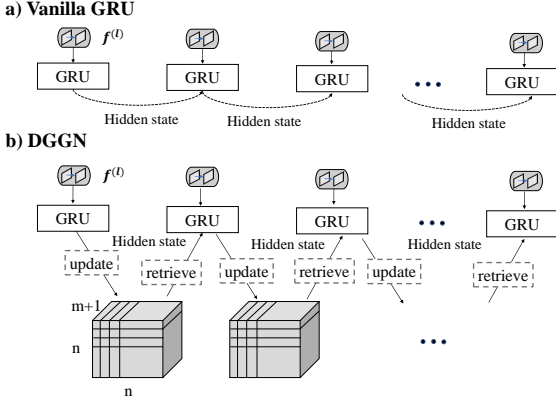 a) Vanilla GRU
f^(l)
GRU GRU GRU GRU
Hidden state Hidden state Hidden state
b) DGGN
f^(l)
GRU GRU GRU GRU
Hidden state Hidden state Hidden state
update retrieve update retrieve update retrieve
m+1
n
n